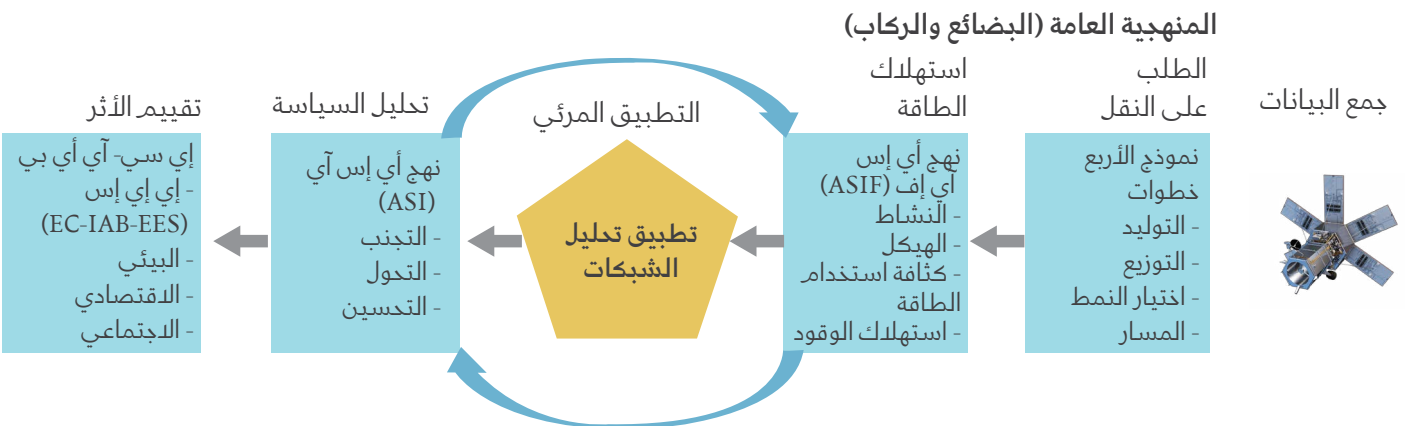 المنهجية العامة (البضائع والركاب)
جمع البيانات
الطلب
على النقل
نموذج الأربع
خطوات
- التوليد
- التوزيع
- اختيار النمط
- المسار
استهلاك
الطاقة
نهج أي إس
آي إف (ASIF)
- النشاط
- الهيكل
- كثافة استخدام
الطاقة
- استهلاك الوقود
التطبيق المرئي
تطبيق تحليل
الشبكات
تحليل السياسة
نهج أي إس آي
(ASI)
- التجنب
- التحول
- التحسين
تقييم الأثر
إي سي- آي أي بي
- إي إي إس
(EC-IAB-EES)
- البيئي
- الاقتصادي
- الاجتماعي